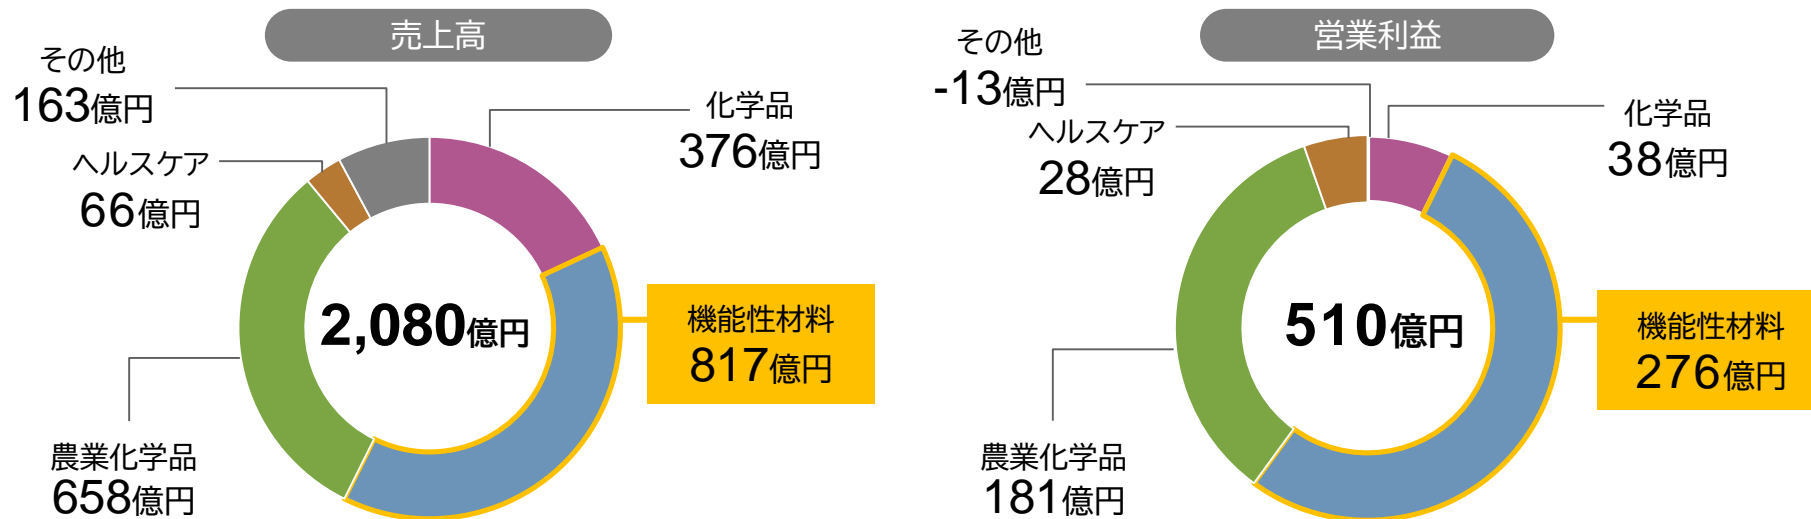 売上高
その他
163億円
化学品
376億円
ヘルスケア
66億円
2,080億円
機能性材料
817億円
農業化学品
658億円
営業利益
その他
-13億円
化学品
38億円
ヘルスケア
28億円
510億円
機能性材料
276億円
農業化学品
181億円